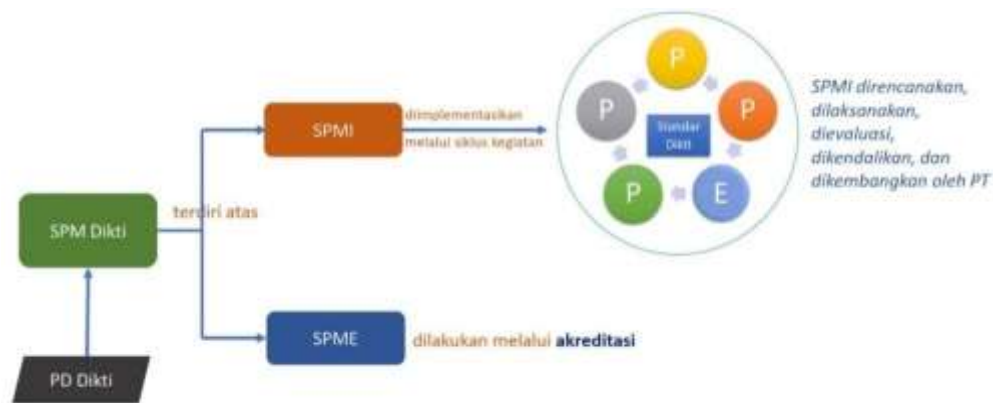 P
P
P
E
P
Standar
Dikti
SPMI
diimplementasikan
melalui siklus kegiatan
SPMI direncanakan,
dilaksanakan,
dievaluasi,
dikendalikan, dan
dikembangkan oleh PT
SPM Dikti
terdiri atas
SPME
dilakukan melalui akreditasi
PD Dikti